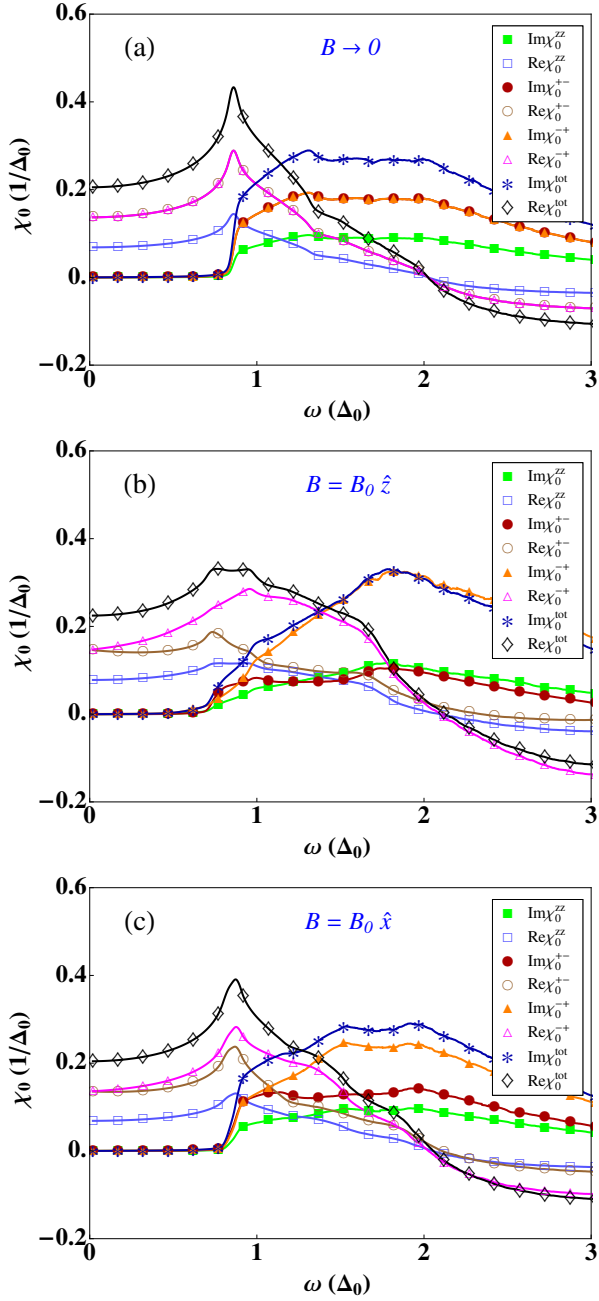 (a)
B → 0
Imχ₀ᶻᶻ
Reχ₀ᶻᶻ
Imχ₀⁺⁻
Reχ₀⁺⁻
Imχ₀⁻⁺
Reχ₀⁻⁺
Imχ₀ᵗᵒᵗ
Reχ₀ᵗᵒᵗ
χ₀ (1/Δ₀)
0.6
0.4
0.2
0.0
−0.2
0 1 2 3
ω (Δ₀)
(b)
B = B₀ ẑ
Imχ₀ᶻᶻ
Reχ₀ᶻᶻ
Imχ₀⁺⁻
Reχ₀⁺⁻
Imχ₀⁻⁺
Reχ₀⁻⁺
Imχ₀ᵗᵒᵗ
Reχ₀ᵗᵒᵗ
χ₀ (1/Δ₀)
0.6
0.4
0.2
0.0
−0.2
0 1 2 3
ω (Δ₀)
(c)
B = B₀ x̂
Imχ₀ᶻᶻ
Reχ₀ᶻᶻ
Imχ₀⁺⁻
Reχ₀⁺⁻
Imχ₀⁻⁺
Reχ₀⁻⁺
Imχ₀ᵗᵒᵗ
Reχ₀ᵗᵒᵗ
χ₀ (1/Δ₀)
0.6
0.4
0.2
0.0
−0.2
0 1 2 3
ω (Δ₀)